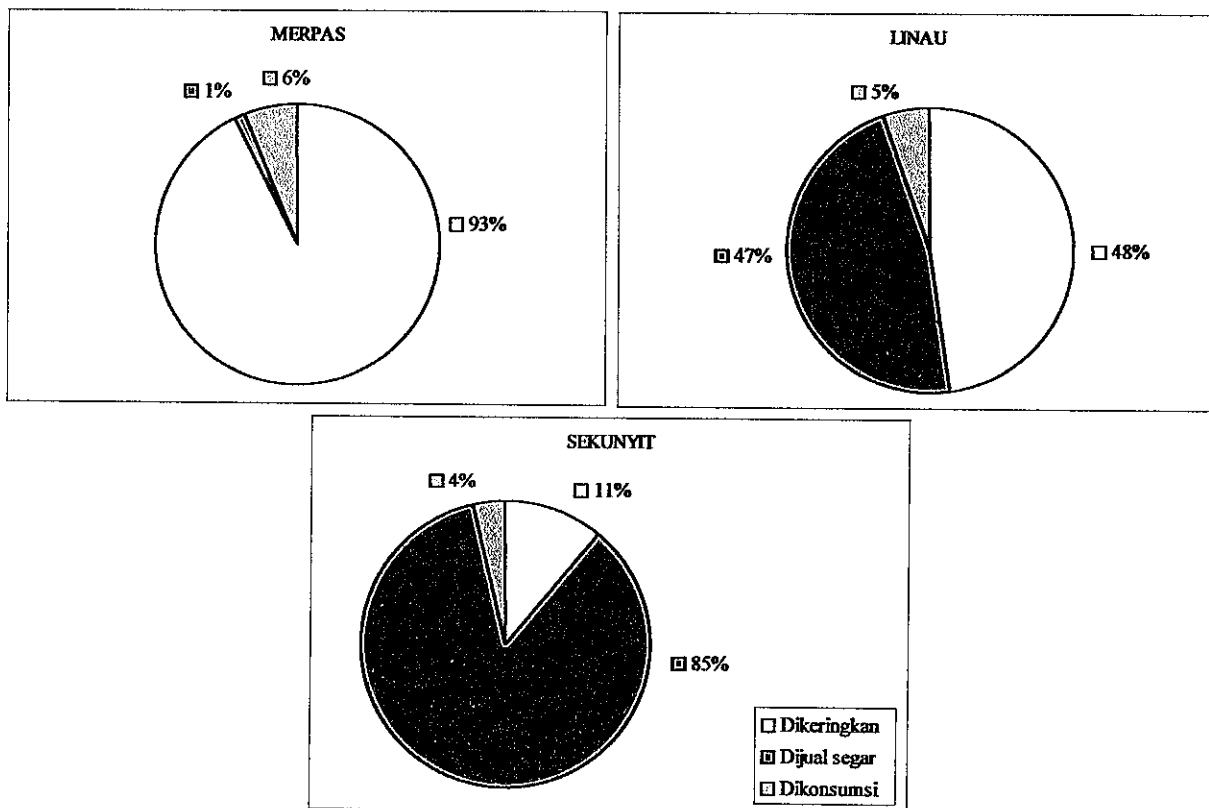 MERPAS
1%
6%
93%
LINAU
5%
47%
48%
SEKUNYIT
4%
11%
85%
Dikeringkan
Dijual segar
Dikonsumsi